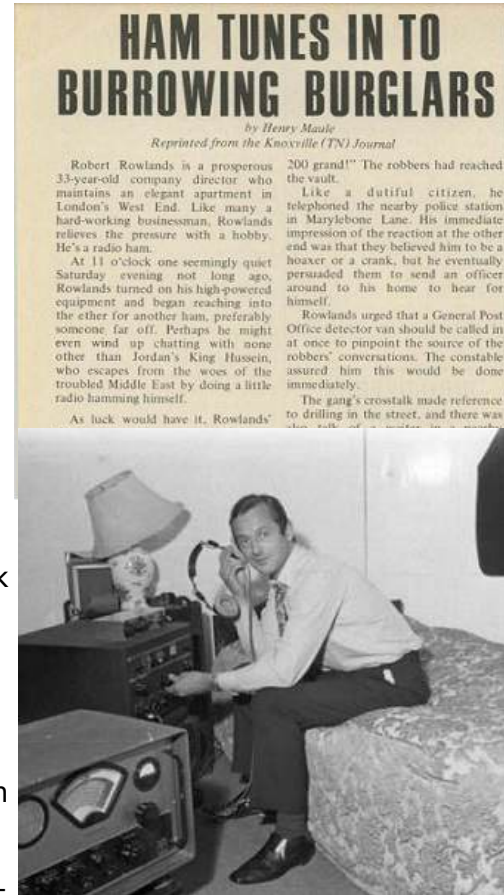 HAM TUNES IN TO
BURROWING BURGLARS
by Henry Maule
Reprinted from the Knoxville (TN) Journal
Robert Rowlands is a prosperous
33-year-old company director who
maintains an elegant apartment in
London's West End. Like many a
hard-working businessman, Rowlands
relieves the pressure with a hobby.
He's a radio ham.
At 11 o'clock one seemingly quiet
Saturday evening not long ago,
Rowlands turned on his high-powered
equipment and began reaching into
the ether for another ham, preferably
someone far off. Perhaps he might
even wind up chatting with none
other than Jordan's King Hussein,
who escapes from the woes of the
troubled Middle East by doing a little
radio hamming himself.
As luck would have it, Rowlands'
200 grand!" The robbers had reached
the vault.
Like a dutiful citizen, he
telephoned the nearby police station
in Marylebone Lane. His immediate
impression of the reaction at the other
end was that they believed him to be a
hoaxer or a crank, but he eventually
persuaded them to send an officer
around to his home to hear for
himself.
Rowlands urged that a General Post
Office detector van should be called in
at once to pinpoint the source of the
robbers' conversations. The constable
assured him this would be done
immediately.
The gang's crosstalk made reference
to drilling in the street, and there was
k
n